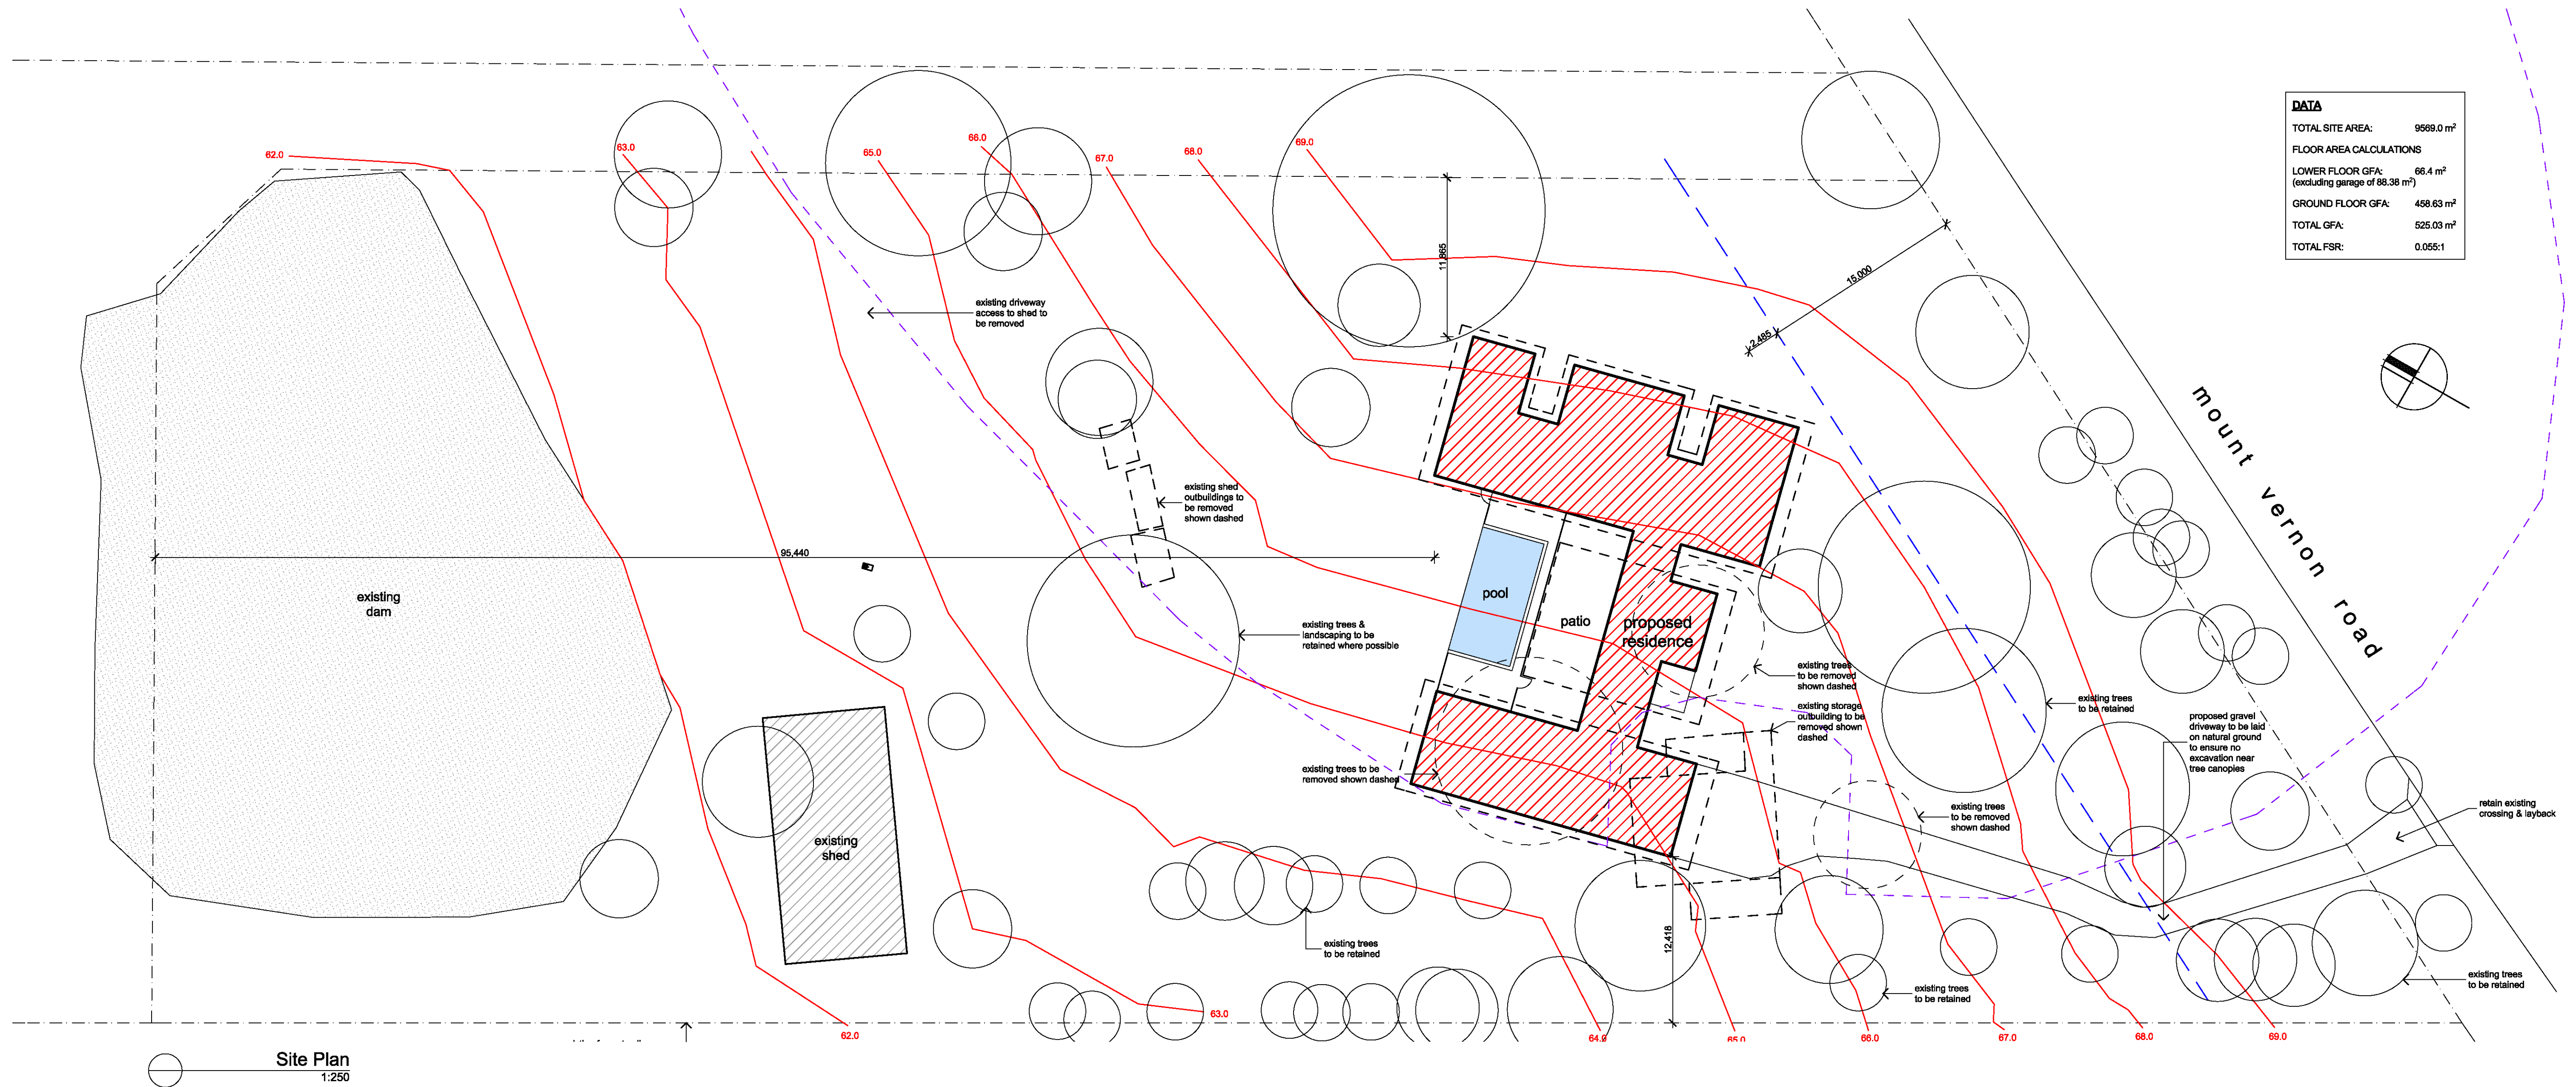 DATA
TOTAL SITE AREA: 9569.0 m²
FLOOR AREA CALCULATIONS
LOWER FLOOR GFA: 66.4 m²
(excluding garage of 88.38 m²)
GROUND FLOOR GFA: 458.63 m²
TOTAL GFA: 525.03 m²
TOTAL FSR: 0.055:1
62.0
63.0
65.0
66.0
67.0
68.0
69.0
11,865
15,000
2,485
existing driveway
access to shed to
be removed
mount vernon road
existing shed
outbuildings to
be removed
shown dashed
95,440
existing
dam
pool
patio
proposed
residence
existing trees &
landscaping to be
retained where possible
existing trees
to be removed
shown dashed
existing storage
outbuilding to be
removed shown
dashed
existing trees
to be retained
proposed gravel
driveway to be laid
on natural ground
to ensure no
excavation near
tree canopies
existing trees to be
removed shown dashed
existing trees
to be removed
shown dashed
retain existing
crossing & layback
existing
shed
existing trees
to be retained
12,418
existing trees
to be retained
existing trees
to be retained
62.0
63.0
64.0
65.0
66.0
67.0
68.0
69.0
Site Plan
1:250